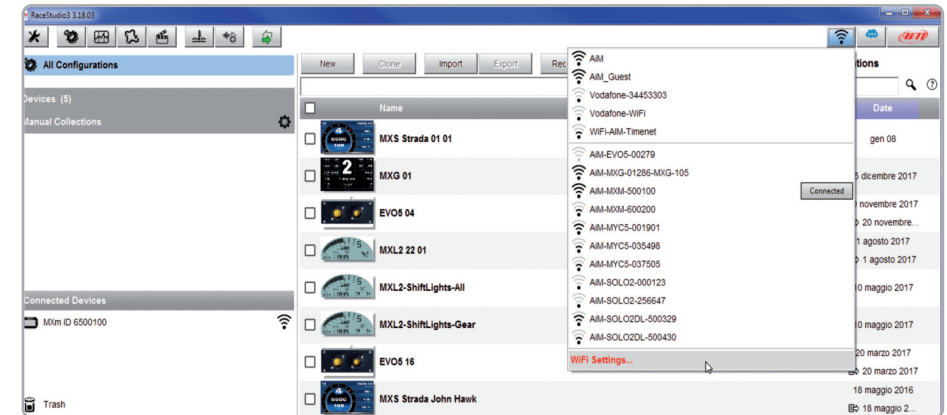 RaceStudio3 3.18.03
All Configurations
Devices (5)
Manual Collections
Connected Devices
MXm ID 6500100
Trash
New Clone Import Export Rec
tions
Name
Date
MXS Strada 01 01
gen 08
MXG 01
dicembre 2017
EVO5 04
novembre 2017
20 novembre...
MXL2 22 01
1 agosto 2017
1 agosto 2017
MXL2-ShiftLights-All
10 maggio 2017
MXL2-ShiftLights-Gear
10 maggio 2017
EVO5 16
20 marzo 2017
20 marzo 2017
MXS Strada John Hawk
18 maggio 2016
18 maggio 2...
AiM
AiM_Guest
Vodafone-34453303
Vodafone-WiFi
WiFi-AIM-Timenet
AiM-EVO5-00279
AiM-MXG-01286-MXG-105
AiM-MXM-500100
Connected
AiM-MXM-600200
AiM-MYC5-001901
AiM-MYC5-035498
AiM-MYC5-037505
AiM-SOLO2-000123
AiM-SOLO2-256647
AiM-SOLO2DL-500329
AiM-SOLO2DL-500430
WiFi Settings...